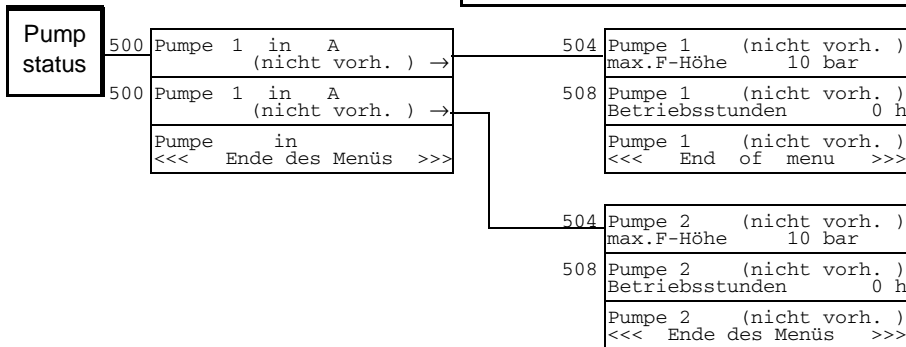 Pump
status
500 Pumpe 1 in A
(nicht vorh. ) →
500 Pumpe 1 in A
(nicht vorh. ) →
Pumpe in
<<< Ende des Menüs >>>
504 Pumpe 1 (nicht vorh. )
max.F-Höhe 10 bar
508 Pumpe 1 (nicht vorh. )
Betriebsstunden 0 h
Pumpe 1 (nicht vorh. )
<<< End of menu >>>
504 Pumpe 2 (nicht vorh. )
max.F-Höhe 10 bar
508 Pumpe 2 (nicht vorh. )
Betriebsstunden 0 h
Pumpe 2 (nicht vorh. )
<<< Ende des Menüs >>>